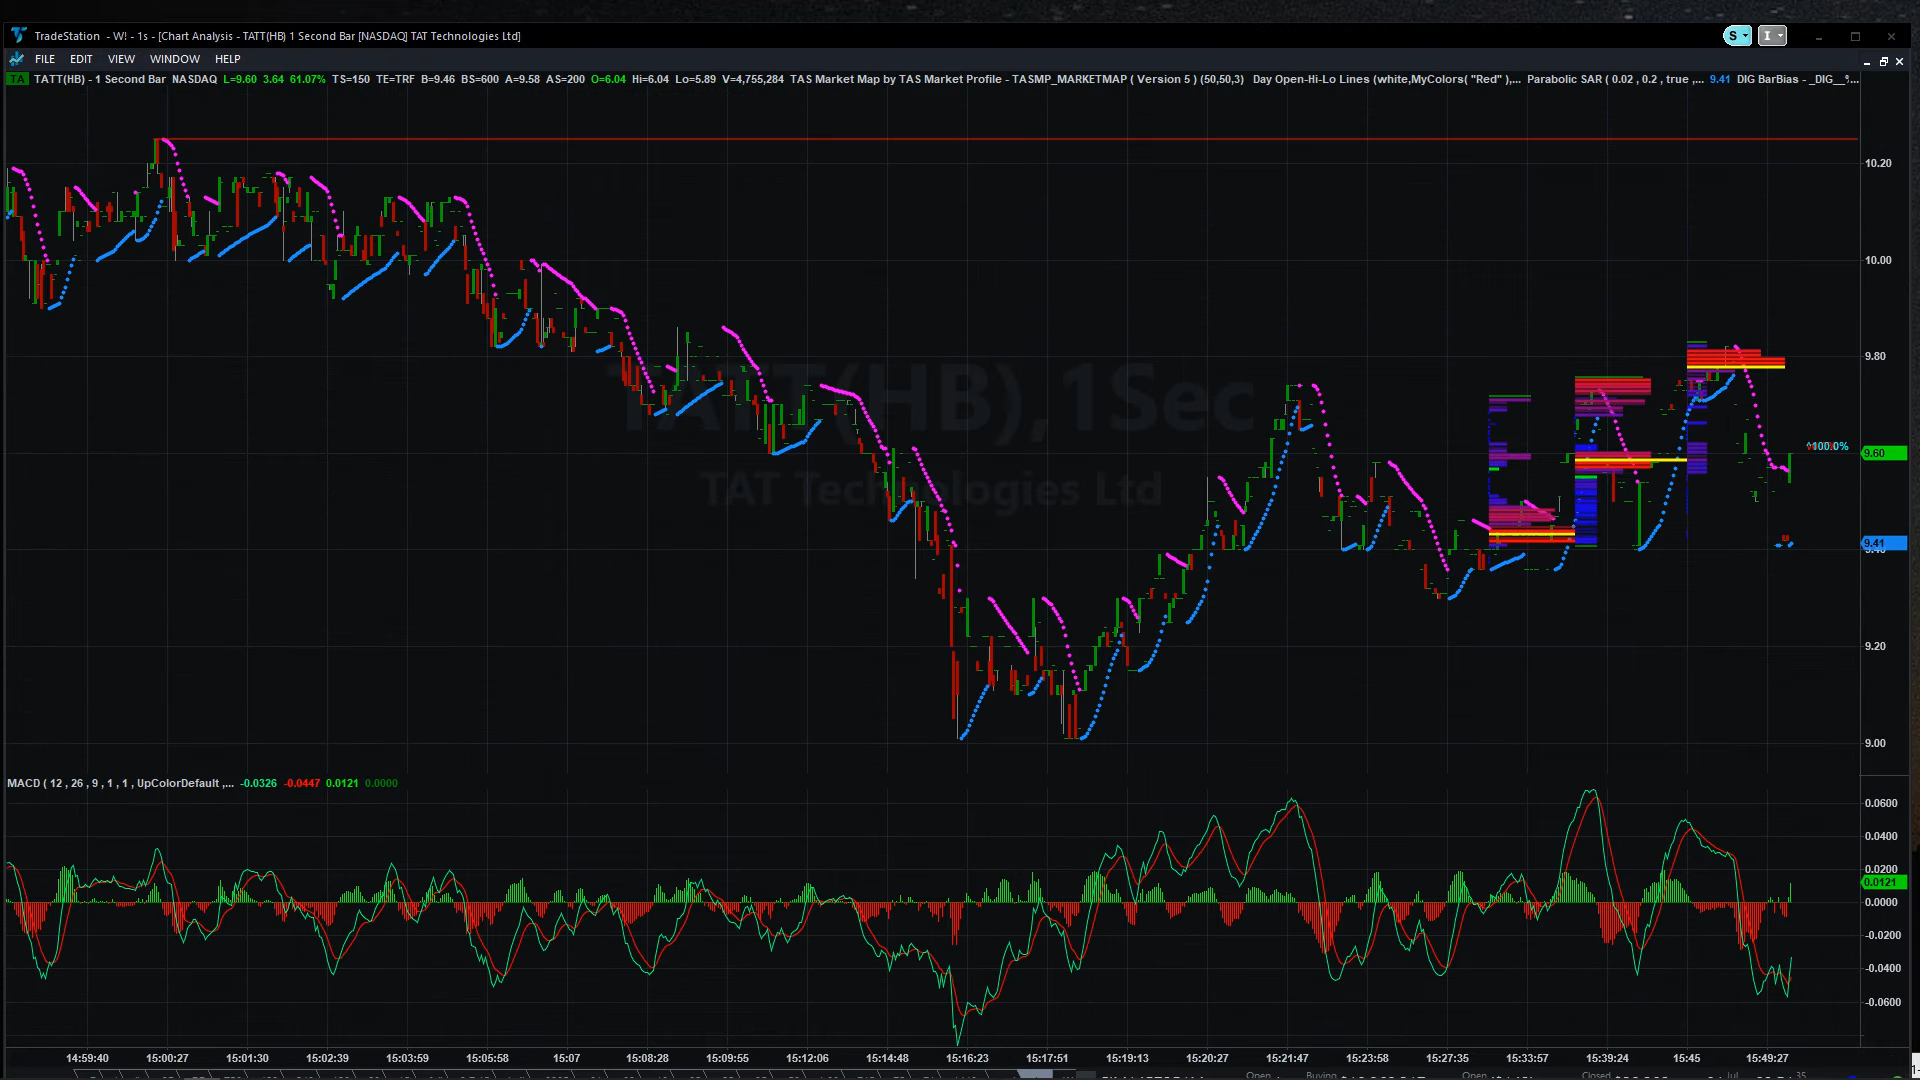 TradeStation - W! - 1s - [Chart Analysis - TATT(HB) 1 Second Bar [NASDAQ] TAT Technologies Ltd]
S I
FILE EDIT VIEW WINDOW HELP
TA TATT(HB) - 1 Second Bar NASDAQ L=9.60 3.64 61.07% TS=150 TE=TRF B=9.46 BS=600 A=9.58 AS=200 O=6.04 Hi=6.04 Lo=5.89 V=4,755,284 TAS Market Map by TAS Market Profile - TASMP_MARKETMAP ( Version 5 ) (50,50,3) Day Open-Hi-Lo Lines (white,MyColors( "Red" ),... Parabolic SAR ( 0.02 , 0.2 , true ,... 9.41 DIG BarBias - _DIG__°...
10.20
10.00
9.80
TATT(HB),1Sec
100.0%
9.60
TAT Technologies Ltd
9.41
9.40
9.20
9.00
MACD ( 12 , 26 , 9 , 1 , 1 , UpColorDefault ,... -0.0326 -0.0447 0.0121 0.0000
0.0600
0.0400
0.0200
0.0121
0.0000
-0.0200
-0.0400
-0.0600
14:59:40 15:00:27 15:01:30 15:02:39 15:03:59 15:05:58 15:07 15:08:28 15:09:55 15:12:06 15:14:48 15:16:23 15:17:51 15:19:13 15:20:27 15:21:47 15:23:58 15:27:35 15:33:57 15:39:24 15:45 15:49:27